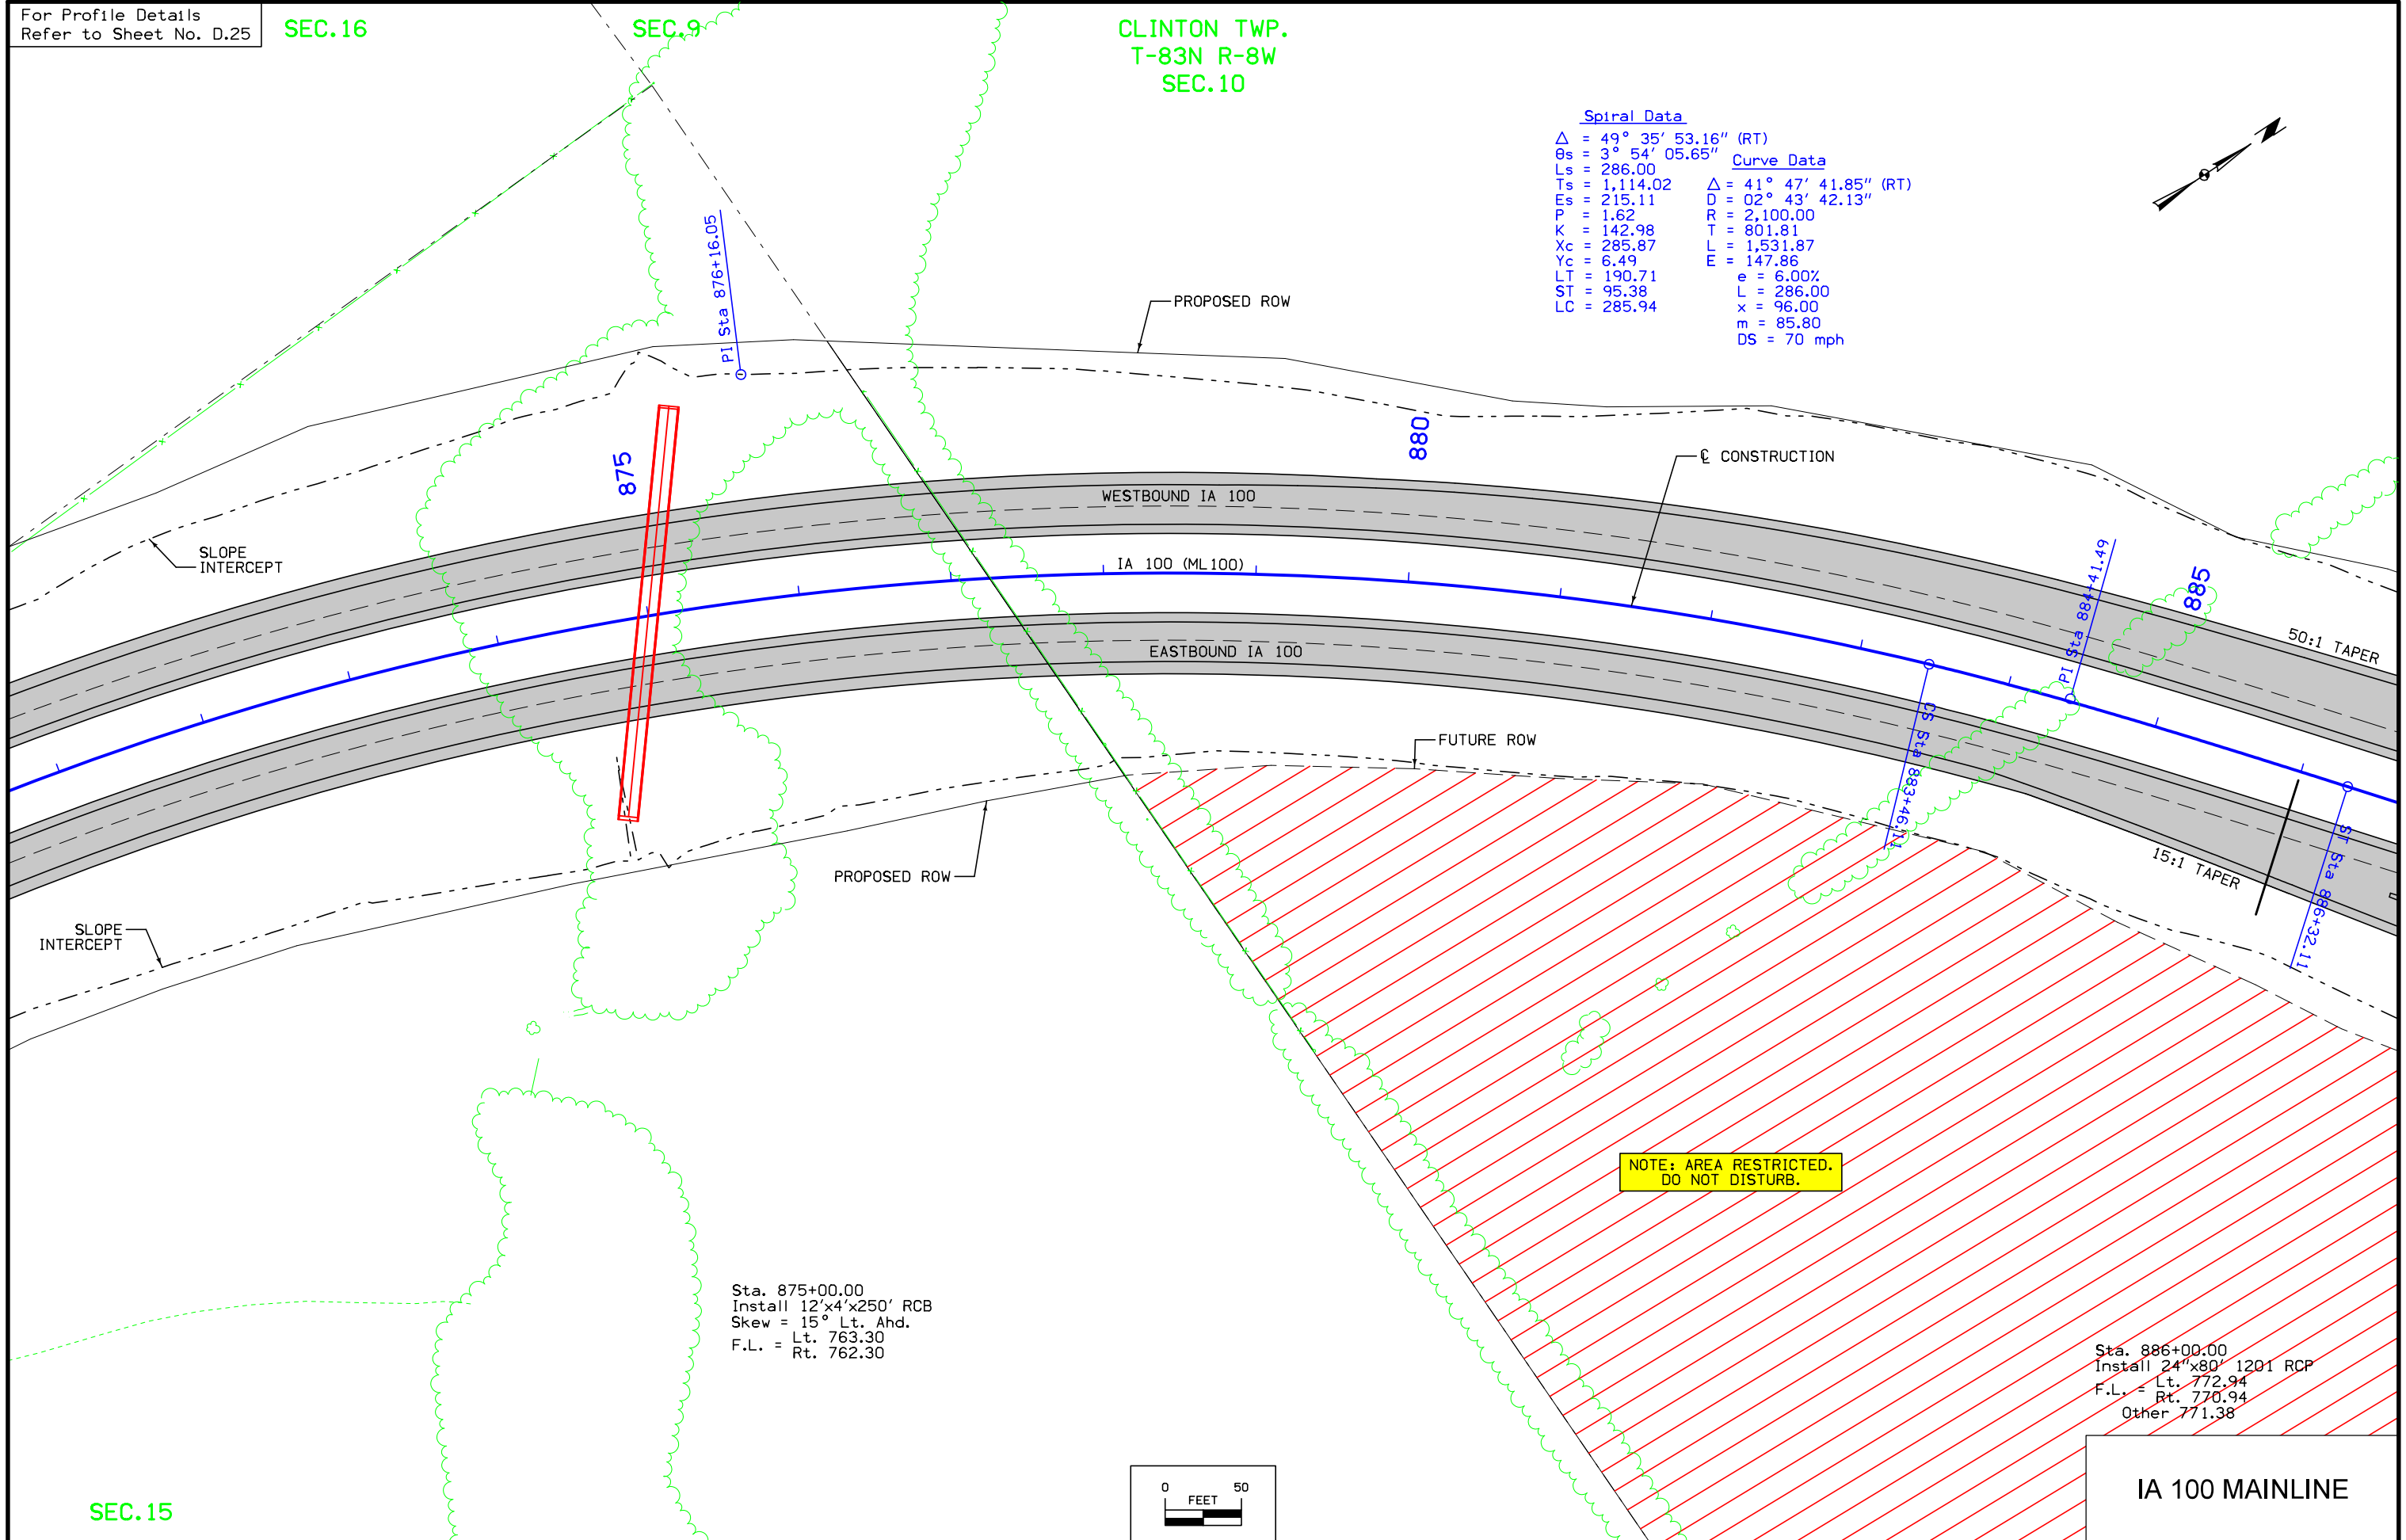 For Profile Details
Refer to Sheet No. D.25
SEC.16
SEC.9
CLINTON TWP.
T-83N R-8W
SEC.10
Spiral Data
Δ = 49° 35' 53.16" (RT)
θs = 3° 54' 05.65"
Ls = 286.00
Ts = 1,114.02
Es = 215.11
P = 1.62
K = 142.98
Xc = 285.87
Yc = 6.49
LT = 190.71
ST = 95.38
LC = 285.94
Curve Data
Δ = 41° 47' 41.85" (RT)
D = 02° 43' 42.13"
R = 2,100.00
T = 801.81
L = 1,531.87
E = 147.86
e = 6.00%
L = 286.00
x = 96.00
m = 85.80
DS = 70 mph
N
PI Sta 876+16.05
PROPOSED ROW
875
880
℄ CONSTRUCTION
WESTBOUND IA 100
SLOPE
INTERCEPT
IA 100 (ML100)
PI Sta 884+41.49
885
50:1 TAPER
EASTBOUND IA 100
CS Sta 883+46.11
FUTURE ROW
15:1 TAPER
ST Sta 886+32.11
PROPOSED ROW
SLOPE
INTERCEPT
NOTE: AREA RESTRICTED.
DO NOT DISTURB.
Sta. 875+00.00
Install 12'x4'x250' RCB
Skew = 15° Lt. Ahd.
F.L. = Lt. 763.30
Rt. 762.30
Sta. 886+00.00
Install 24"x80' 1201 RCP
F.L. = Lt. 772.94
Rt. 770.94
Other 771.38
0 50
FEET
SEC.15
IA 100 MAINLINE